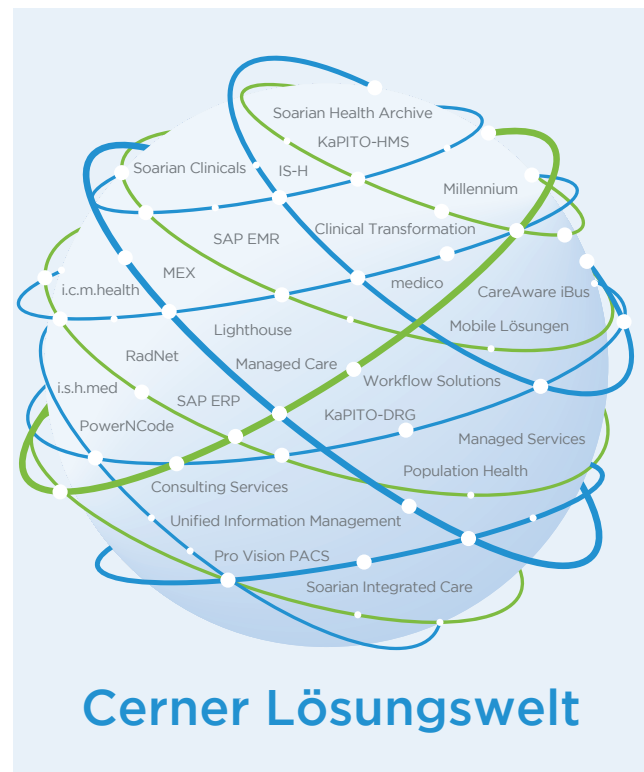 Soarian Health Archive
KaPITO-HMS
Soarian Clinicals
IS-H
Millennium
SAP EMR
Clinical Transformation
MEX
medico
i.c.m.health
CareAware iBus
Lighthouse
Mobile Lösungen
RadNet
Managed Care
i.s.h.med
SAP ERP
Workflow Solutions
PowerNCode
KaPITO-DRG
Managed Services
Population Health
Consulting Services
Unified Information Management
Pro Vision PACS
Soarian Integrated Care
Cerner Lösungswelt